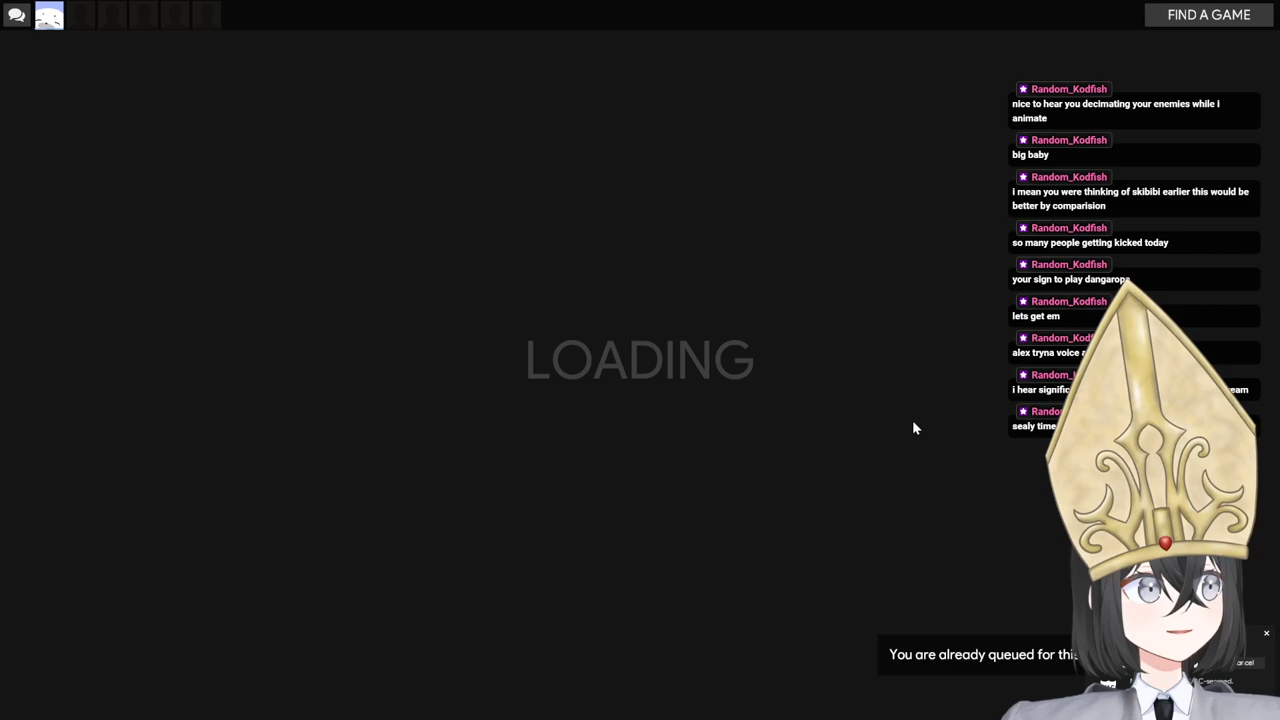 FIND A GAME
Random_Kodfish
nice to hear you decimating your enemies while i
animate
Random_Kodfish
big baby
Random_Kodfish
i mean you were thinking of skibibi earlier this would be
better by comparision
Random_Kodfish
so many people getting kicked today
Random_Kodfish
your sign to play dangaropa
Random_Kodfish
lets get em
alex tryna voice
i hear
sealy time
LOADING
You are already queued for